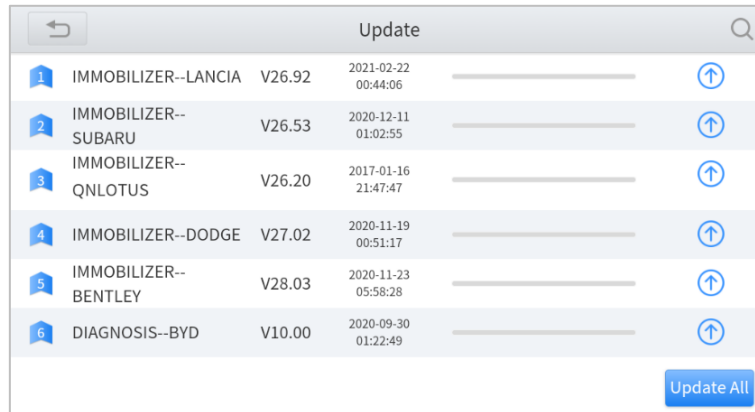 Update
1 IMMOBILIZER--LANCIA V26.92 2021-02-22
00:44:06
2 IMMOBILIZER--
SUBARU V26.53 2020-12-11
01:02:55
3 IMMOBILIZER--
QNLOTUS V26.20 2017-01-16
21:47:47
4 IMMOBILIZER--DODGE V27.02 2020-11-19
00:51:17
5 IMMOBILIZER--
BENTLEY V28.03 2020-11-23
05:58:28
6 DIAGNOSIS--BYD V10.00 2020-09-30
01:22:49
Update All